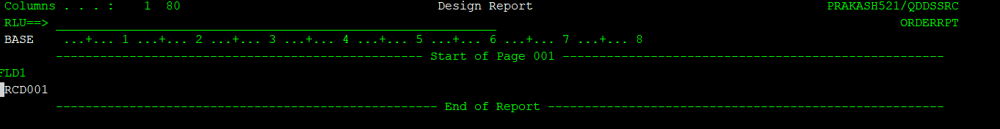 Columns . . . :    1  80                                   Design Report                                        PRAKASH521/QDDSSRC
RLU==> ____________________________________________________________                                                       ORDERRPT
BASE    ...+... 1 ...+... 2 ...+... 3 ...+... 4 ...+... 5 ...+... 6 ...+... 7 ...+... 8
-------------------------------------------------- Start of Page 001 ----------------------------------------------------
FLD1
RCD001
---------------------------------------------------- End of Report ------------------------------------------------------